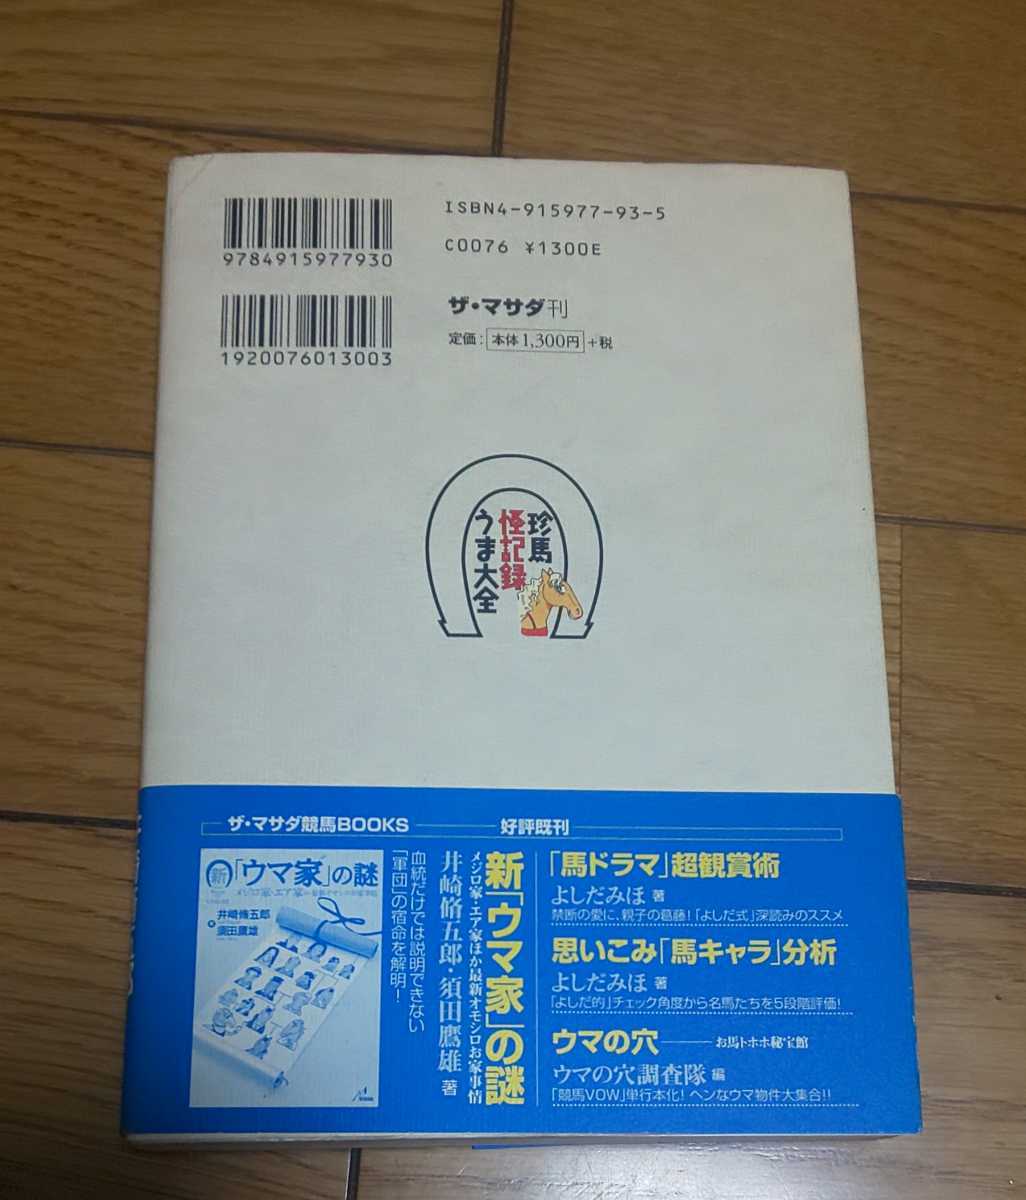 ISBN4-915977-93-5
9784915977930
C0076 ¥1300E
ザ・マサダ刊
1920076013003
定価：本体1,300円＋税
珍馬
怪記録
うま大全
ザ・マサダ競馬BOOKS
好評既刊
新「ウマ家」の謎
井崎脩五郎
須田鷹雄
新「ウマ家」の謎
メジロ家・エア家ほか最新オモシロお家事情
井崎脩五郎・須田鷹雄 著
血統だけでは説明できない
「軍団」の宿命を解明！
「馬ドラマ」超観賞術
よしだみほ 著
禁断の愛に、親子の葛藤！「よしだ式」深読みのススメ
思いこみ「馬キャラ」分析
よしだみほ 著
「よしだ的」チェック角度から名馬たちを5段階評価！
ウマの穴 お馬トホホ秘宝館
ウマの穴調査隊 編
「競馬VOW」単行本化！ヘンなウマ物件大集合！！